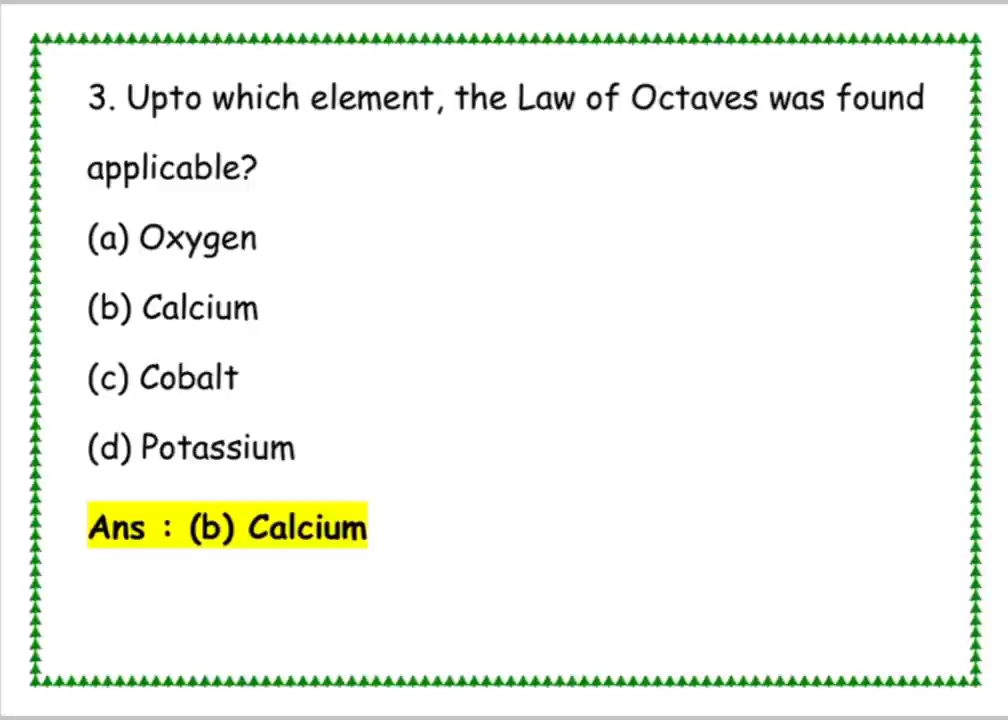 3. Upto which element, the Law of Octaves was found
applicable?
(a) Oxygen
(b) Calcium
(c) Cobalt
(d) Potassium
Ans : (b) Calcium